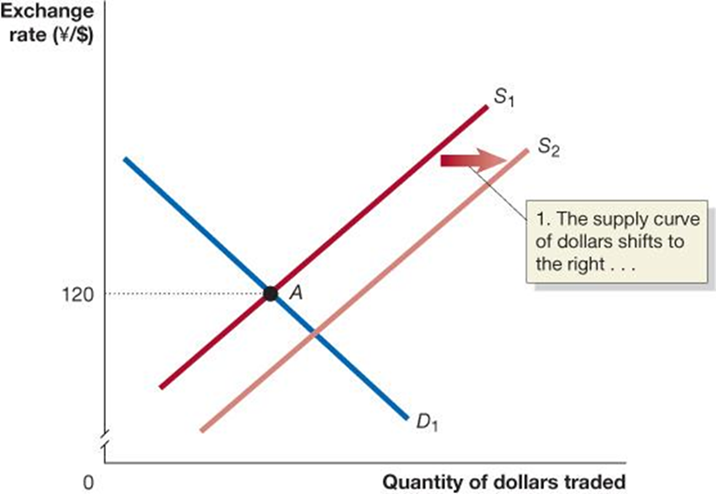 Exchange
rate (¥/$)
S1
S2
1. The supply curve
of dollars shifts to
the right . . .
120
A
D1
0
Quantity of dollars traded